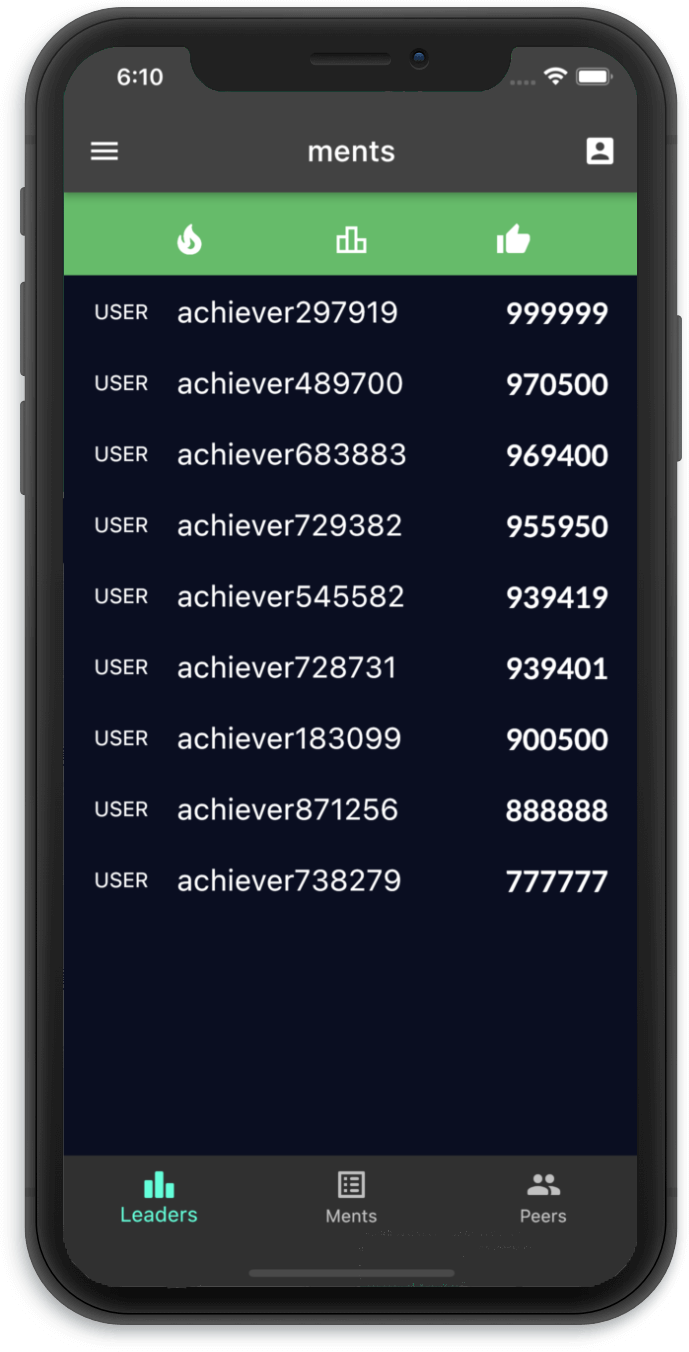 6:10
ments
USER achiever297919 999999
USER achiever489700 970500
USER achiever683883 969400
USER achiever729382 955950
USER achiever545582 939419
USER achiever728731 939401
USER achiever183099 900500
USER achiever871256 888888
USER achiever738279 777777
Leaders Ments Peers